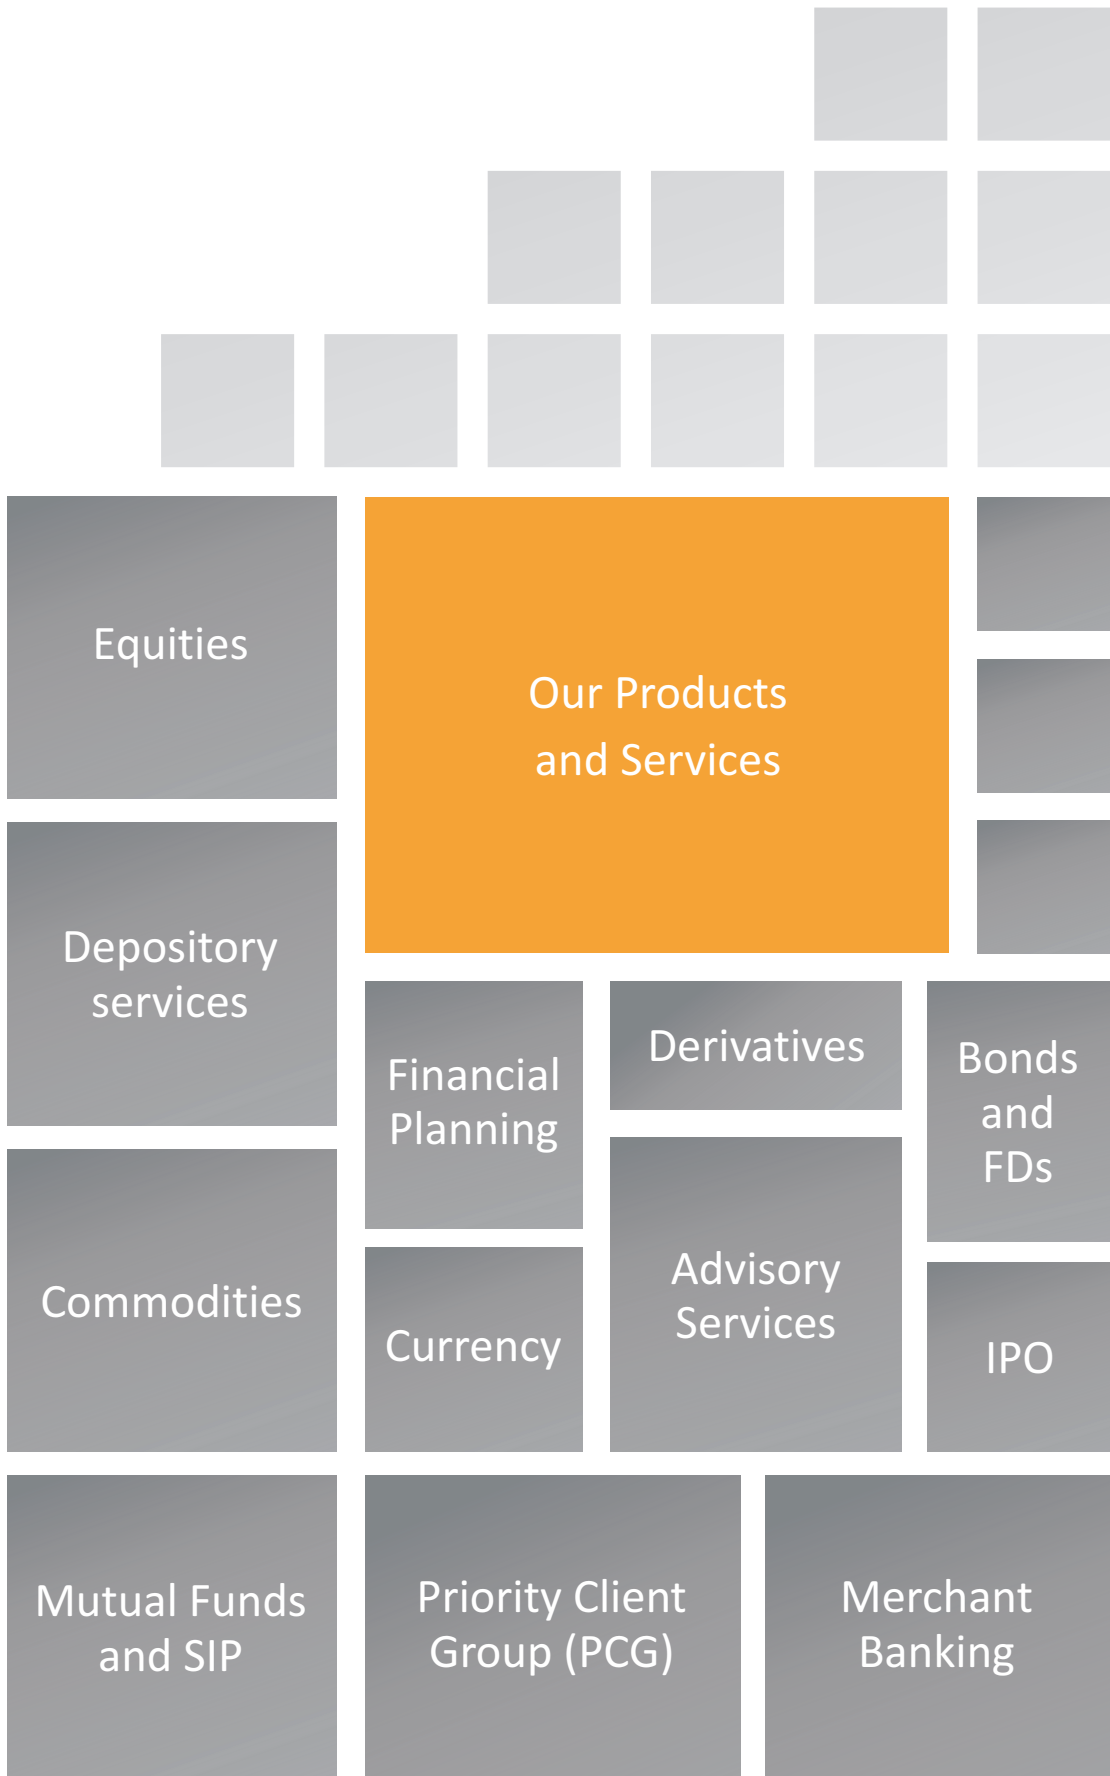 Equities
Our Products
and Services
Depository
services
Financial
Planning
Derivatives
Bonds
and
FDs
Commodities
Currency
Advisory
Services
IPO
Mutual Funds
and SIP
Priority Client
Group (PCG)
Merchant
Banking